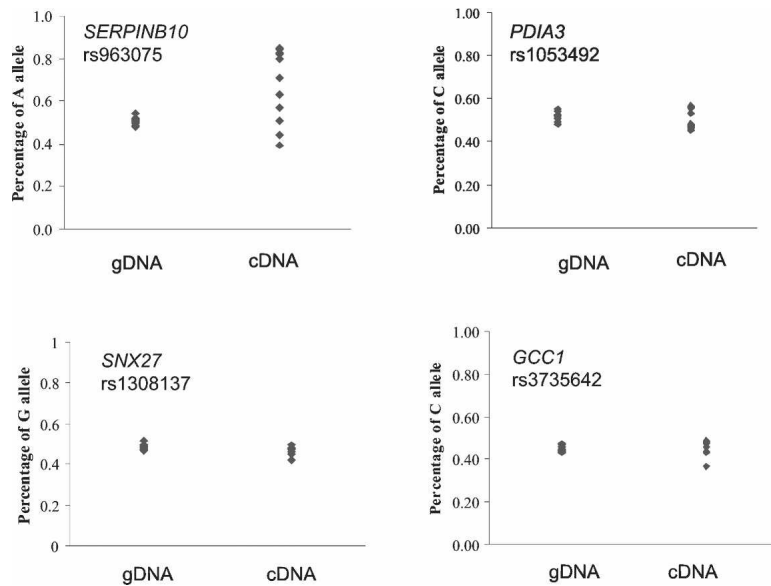 SERPINB10
rs963075
Percentage of A allele
1.0
0.8
0.6
0.4
0.2
0.0
gDNA cDNA
PDIA3
rs1053492
Percentage of C allele
1.00
0.80
0.60
0.40
0.20
0.00
gDNA cDNA
SNX27
rs1308137
Percentage of G allele
1
0.8
0.6
0.4
0.2
0
gDNA cDNA
GCC1
rs3735642
Percentage of C allele
1.00
0.80
0.60
0.40
0.20
0.00
gDNA cDNA